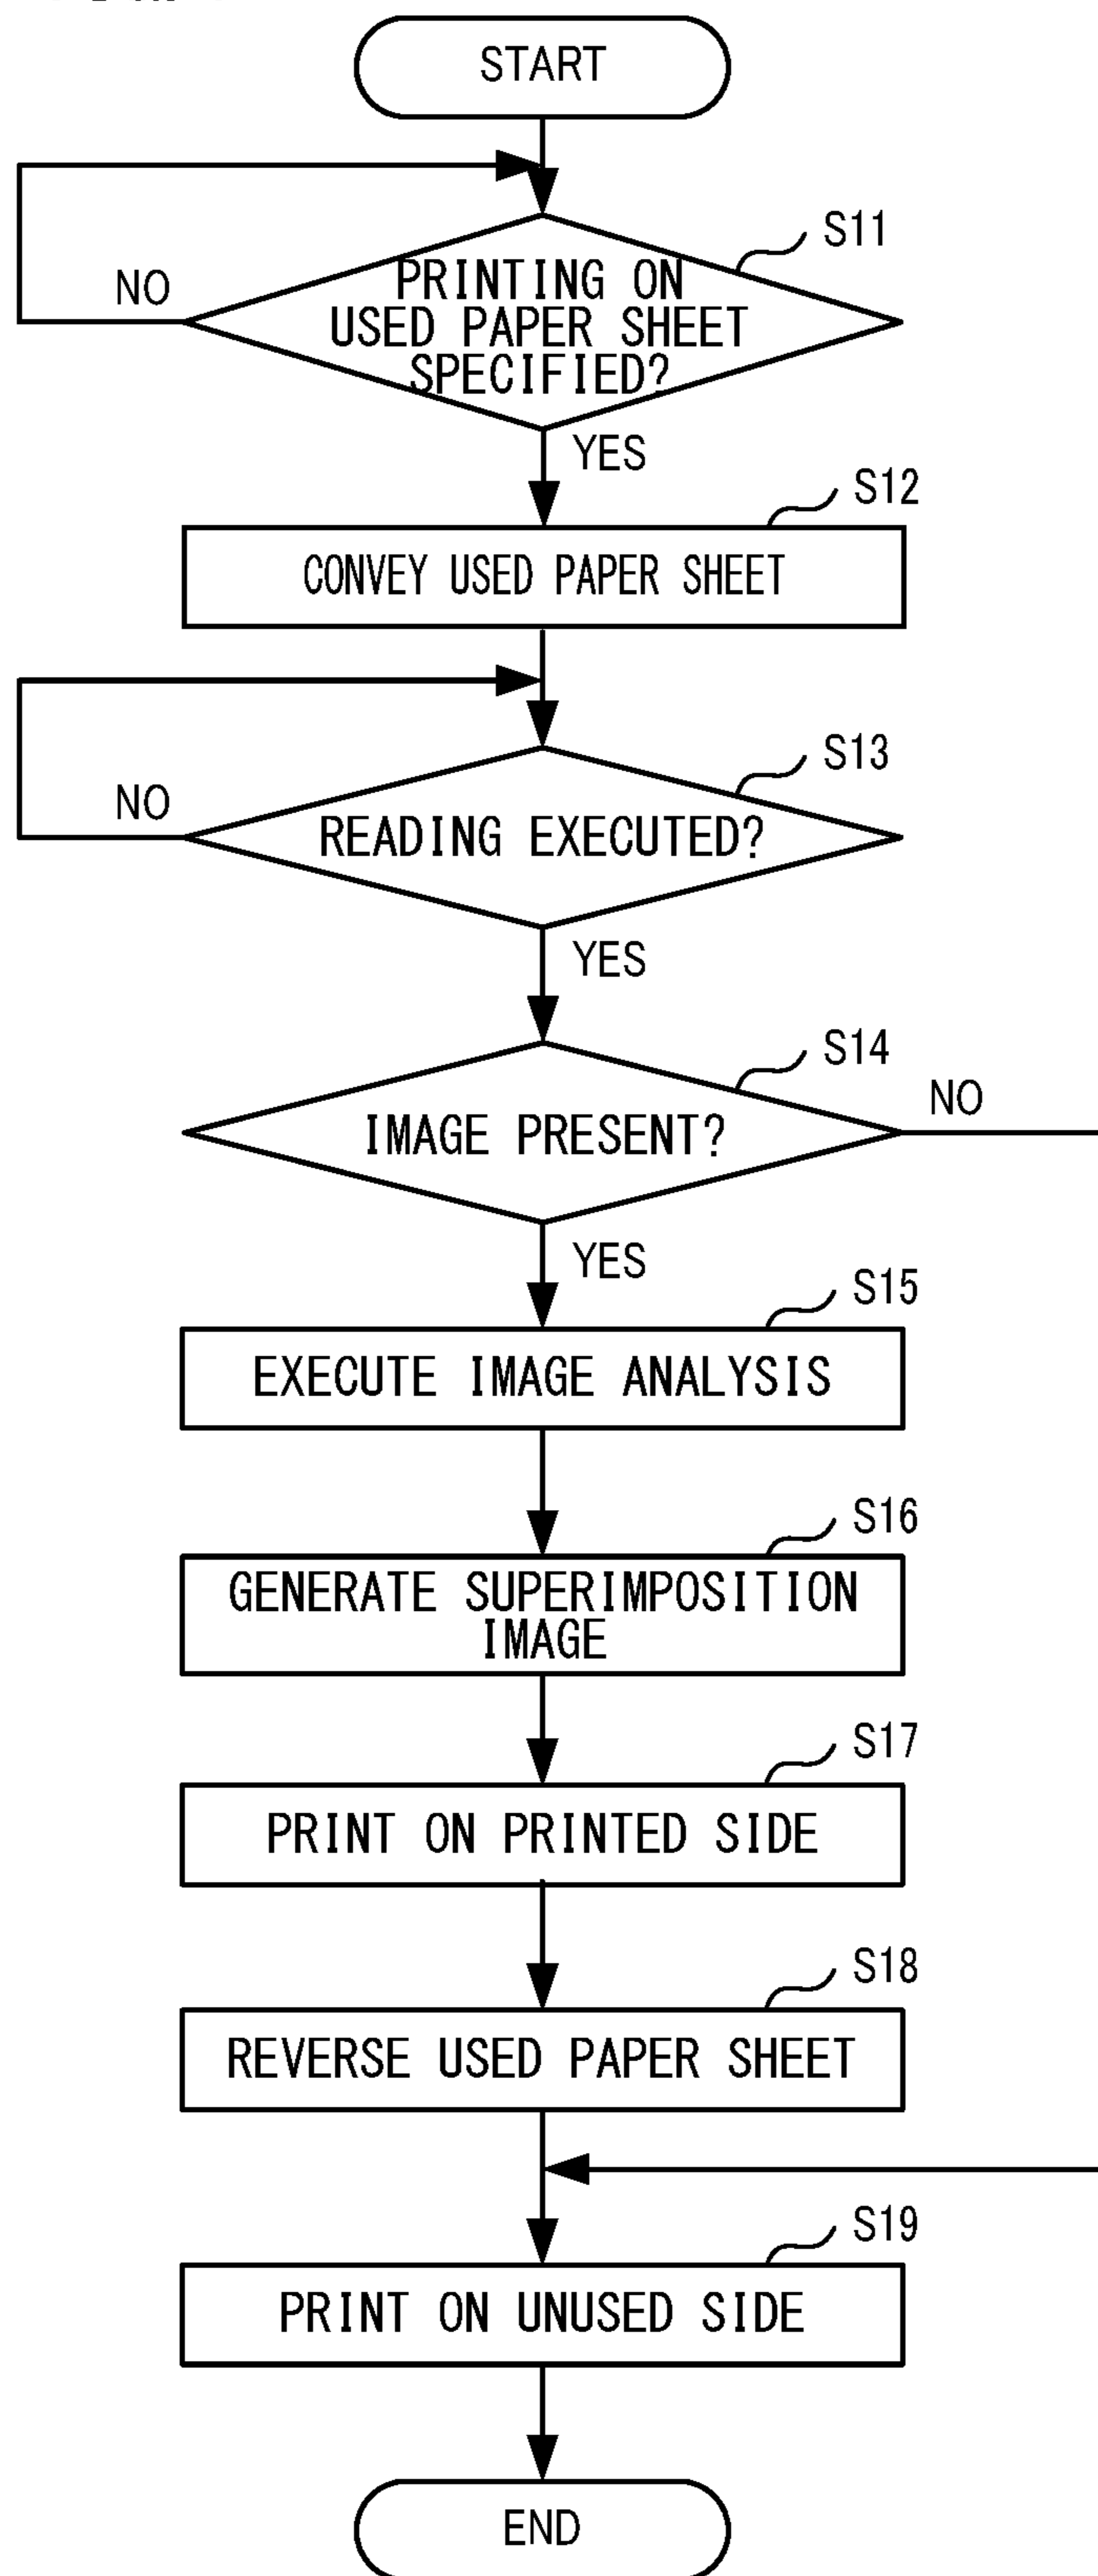 START
S11
NO
PRINTING ON
USED PAPER SHEET
SPECIFIED?
YES
S12
CONVEY USED PAPER SHEET
S13
NO
READING EXECUTED?
YES
S14
NO
IMAGE PRESENT?
YES
S15
EXECUTE IMAGE ANALYSIS
S16
GENERATE SUPERIMPOSITION
IMAGE
S17
PRINT ON PRINTED SIDE
S18
REVERSE USED PAPER SHEET
S19
PRINT ON UNUSED SIDE
END